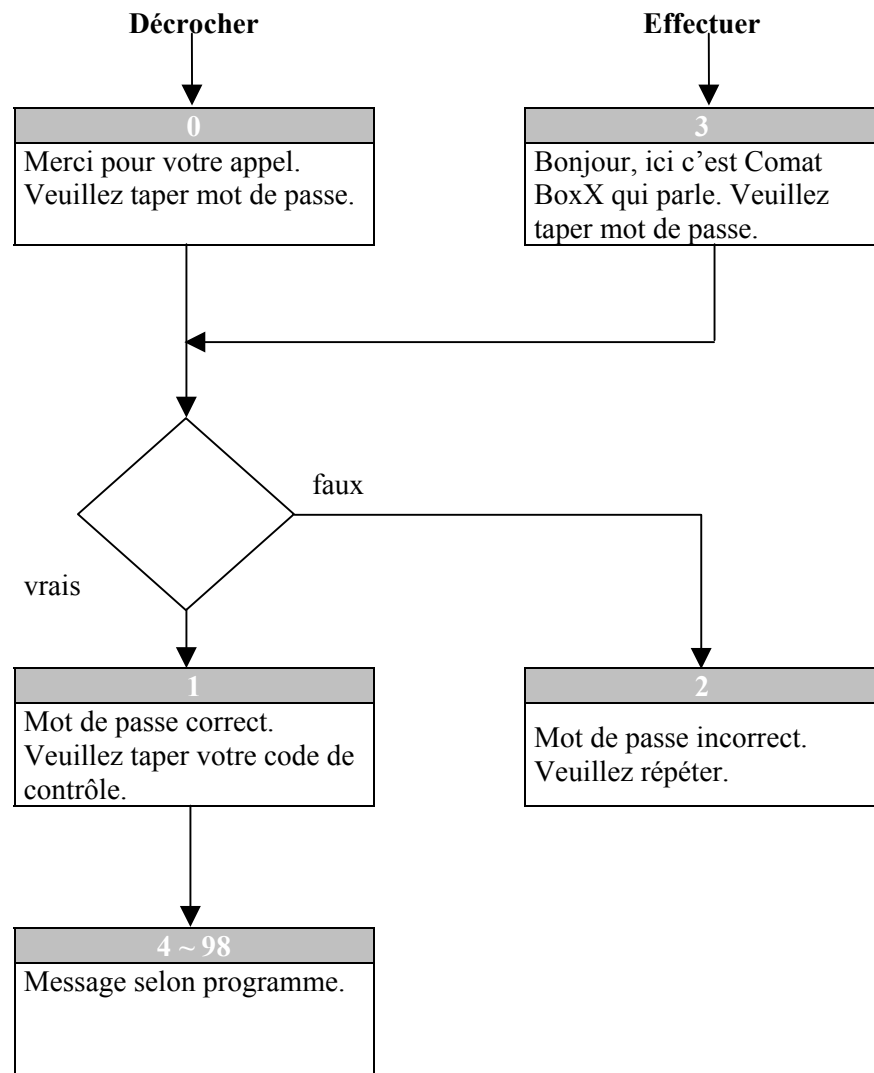 Décrocher
Effectuer
0
Merci pour votre appel.
Veuillez taper mot de passe.
3
Bonjour, ici c’est Comat
BoxX qui parle. Veuillez
taper mot de passe.
faux
vrais
1
Mot de passe correct.
Veuillez taper votre code de
contrôle.
2
Mot de passe incorrect.
Veuillez répéter.
4 ~ 98
Message selon programme.